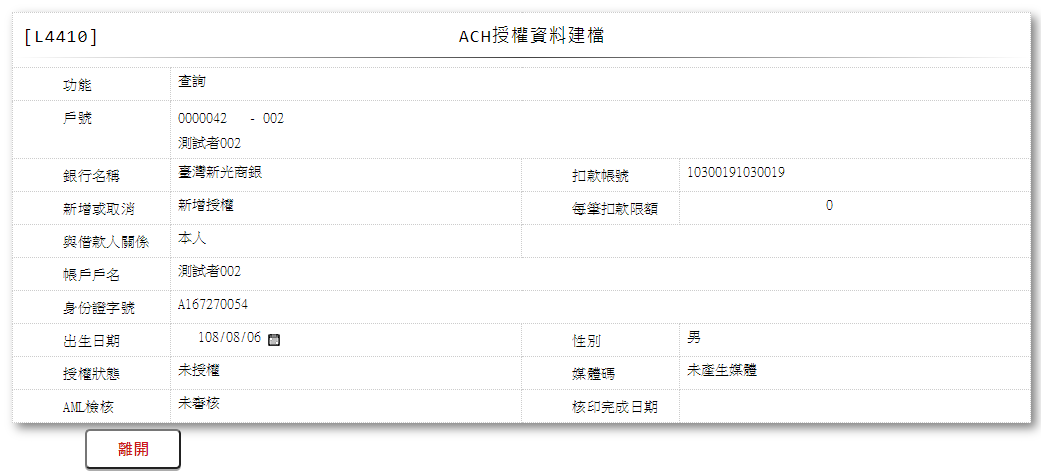 [L4410] ACH授權資料建檔
功能 查詢
戶號 0000042 - 002
測試者002
銀行名稱 臺灣新光商銀 扣款帳號 10300191030019
新增或取消 新增授權 每筆扣款限額 0
與借款人關係 本人
帳戶戶名 測試者002
身份證字號 A167270054
出生日期 108/08/06 性別 男
授權狀態 未授權 媒體碼 未產生媒體
AML檢核 未審核 核印完成日期
離開